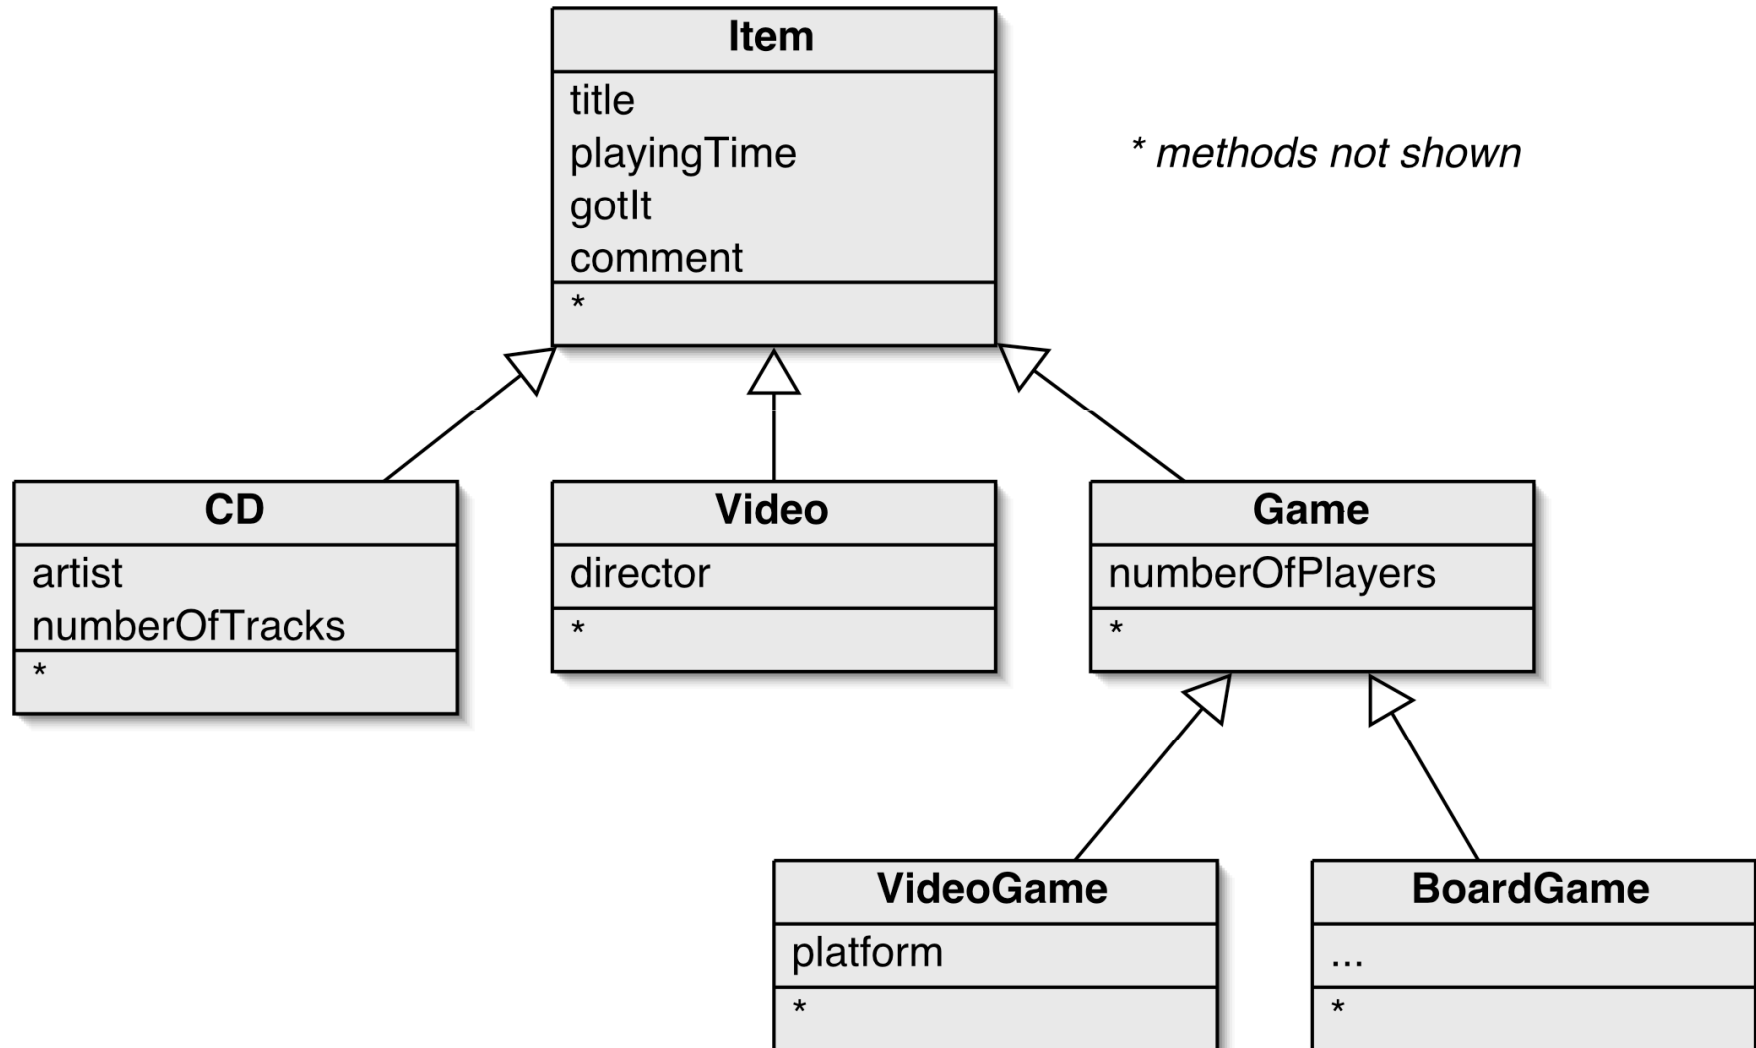 Item
title
playingTime
gotIt
comment
*
* methods not shown
CD
artist
numberOfTracks
*
Video
director
*
Game
numberOfPlayers
*
VideoGame
platform
*
BoardGame
...
*